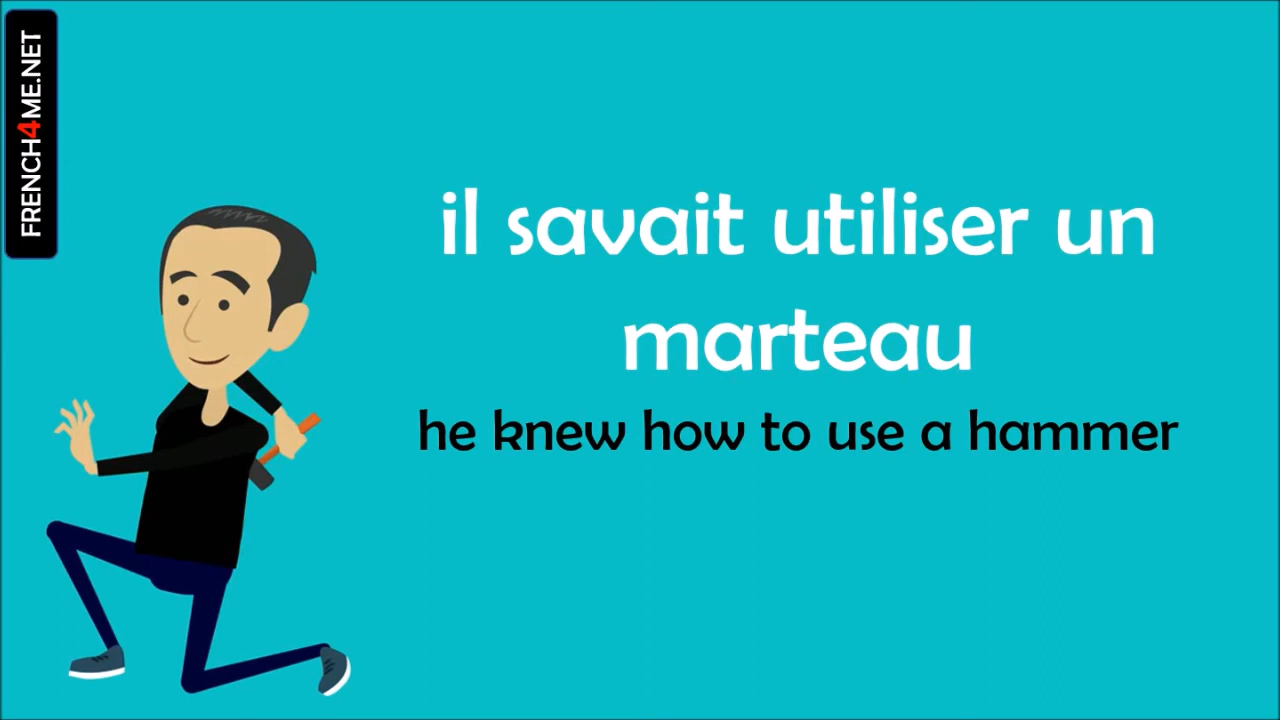 FRENCH4ME.NET
il savait utiliser un
marteau
he knew how to use a hammer